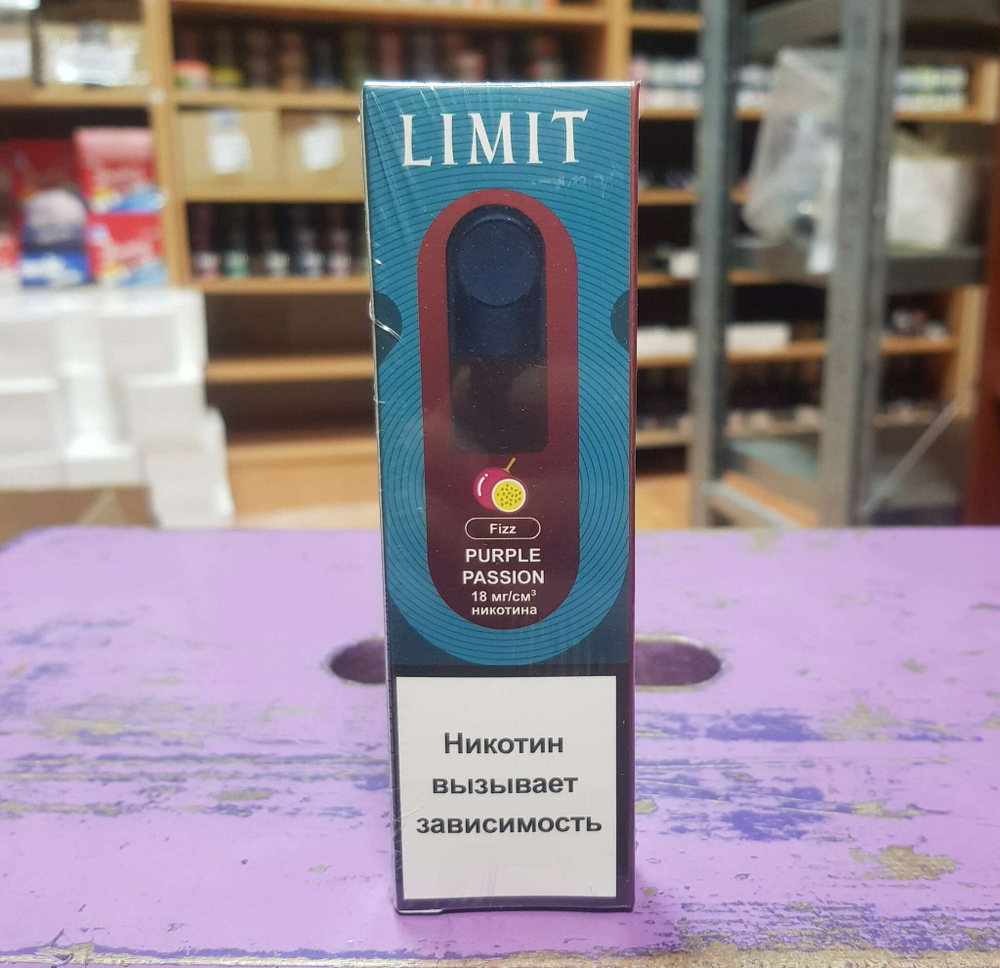 LIMIT
Fizz
PURPLE
PASSION
18 мг/см³
никотина
Никотин
вызывает
зависимость